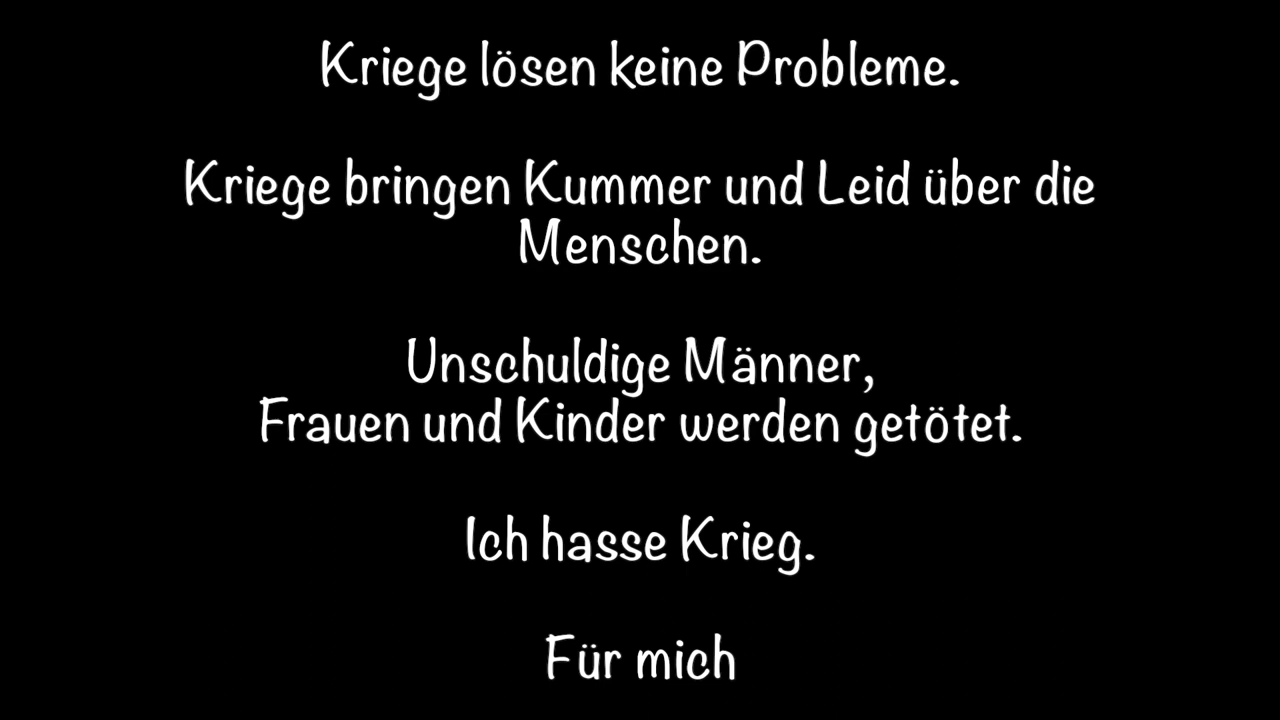 Kriege lösen keine Probleme.
Kriege bringen Kummer und Leid über die
Menschen.
Unschuldige Männer,
Frauen und Kinder werden getötet.
Ich hasse Krieg.
Für mich